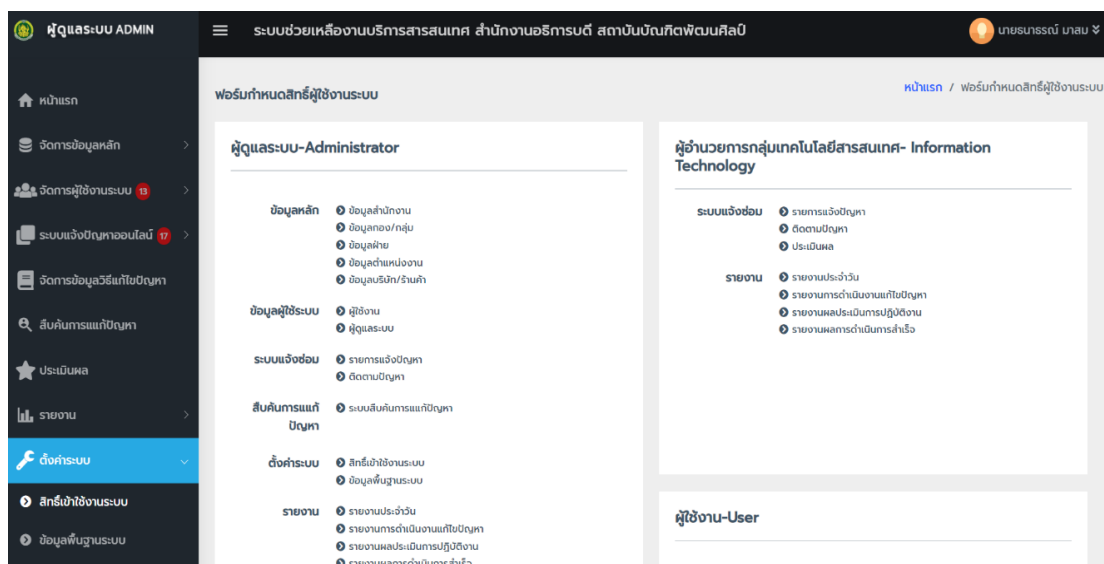 ผู้ดูแลระบบ ADMIN
ระบบช่วยเหลืองานบริการสารสนเทศ สำนักงานอธิการบดี สถาบันบัณฑิตพัฒนศิลป์
นายธนาธรณ์ มาสม
หน้าแรก
จัดการข้อมูลหลัก
จัดการผู้ใช้งานระบบ 13
ระบบแจ้งปัญหาออนไลน์ 17
จัดการข้อมูลวิธีแก้ไขปัญหา
สืบค้นการแแก้ปัญหา
ประเมินผล
รายงาน
ตั้งค่าระบบ
สิทธิ์เข้าใช้งานระบบ
ข้อมูลพื้นฐานระบบ
ฟอร์มกำหนดสิทธิ์ผู้ใช้งานระบบ
หน้าแรก / ฟอร์มกำหนดสิทธิ์ผู้ใช้งานระบบ
ผู้ดูแลระบบ-Administrator
ข้อมูลหลัก
ข้อมูลสำนักงาน
ข้อมูลกอง/กลุ่ม
ข้อมูลฝ่าย
ข้อมูลตำแหน่งงาน
ข้อมูลบริษัท/ร้านค้า
ข้อมูลผู้ใช้ระบบ
ผู้ใช้งาน
ผู้ดูแลระบบ
ระบบแจ้งซ่อม
รายการแจ้งปัญหา
ติดตามปัญหา
สืบค้นการแแก้
ปัญหา
ระบบสืบค้นการแแก้ปัญหา
ตั้งค่าระบบ
สิทธิ์เข้าใช้งานระบบ
ข้อมูลพื้นฐานระบบ
รายงาน
รายงานประจำวัน
รายงานการดำเนินงานแก้ไขปัญหา
รายงานผลประเมินการปฏิบัติงาน
รายงานผลการดำเนินการสำเร็จ
ผู้อำนวยการกลุ่มเทคโนโลยีสารสนเทศ- Information
Technology
ระบบแจ้งซ่อม
รายการแจ้งปัญหา
ติดตามปัญหา
ประเมินผล
รายงาน
รายงานประจำวัน
รายงานการดำเนินงานแก้ไขปัญหา
รายงานผลประเมินการปฏิบัติงาน
รายงานผลการดำเนินการสำเร็จ
ผู้ใช้งาน-User